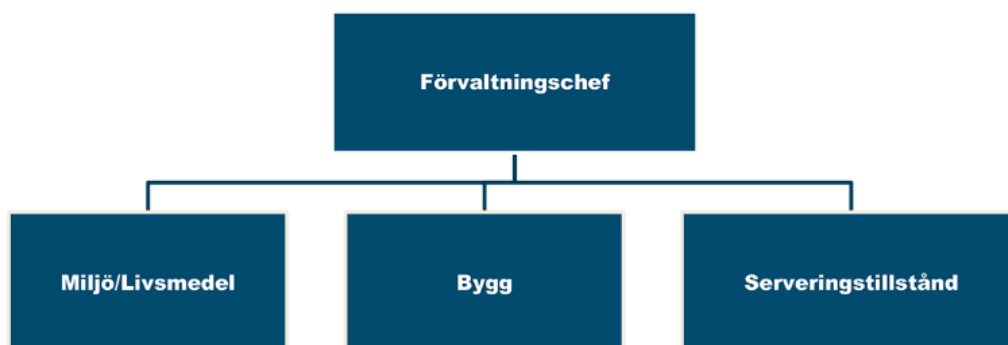 Förvaltningschef
Miljö/Livsmedel
Bygg
Serveringstillstånd